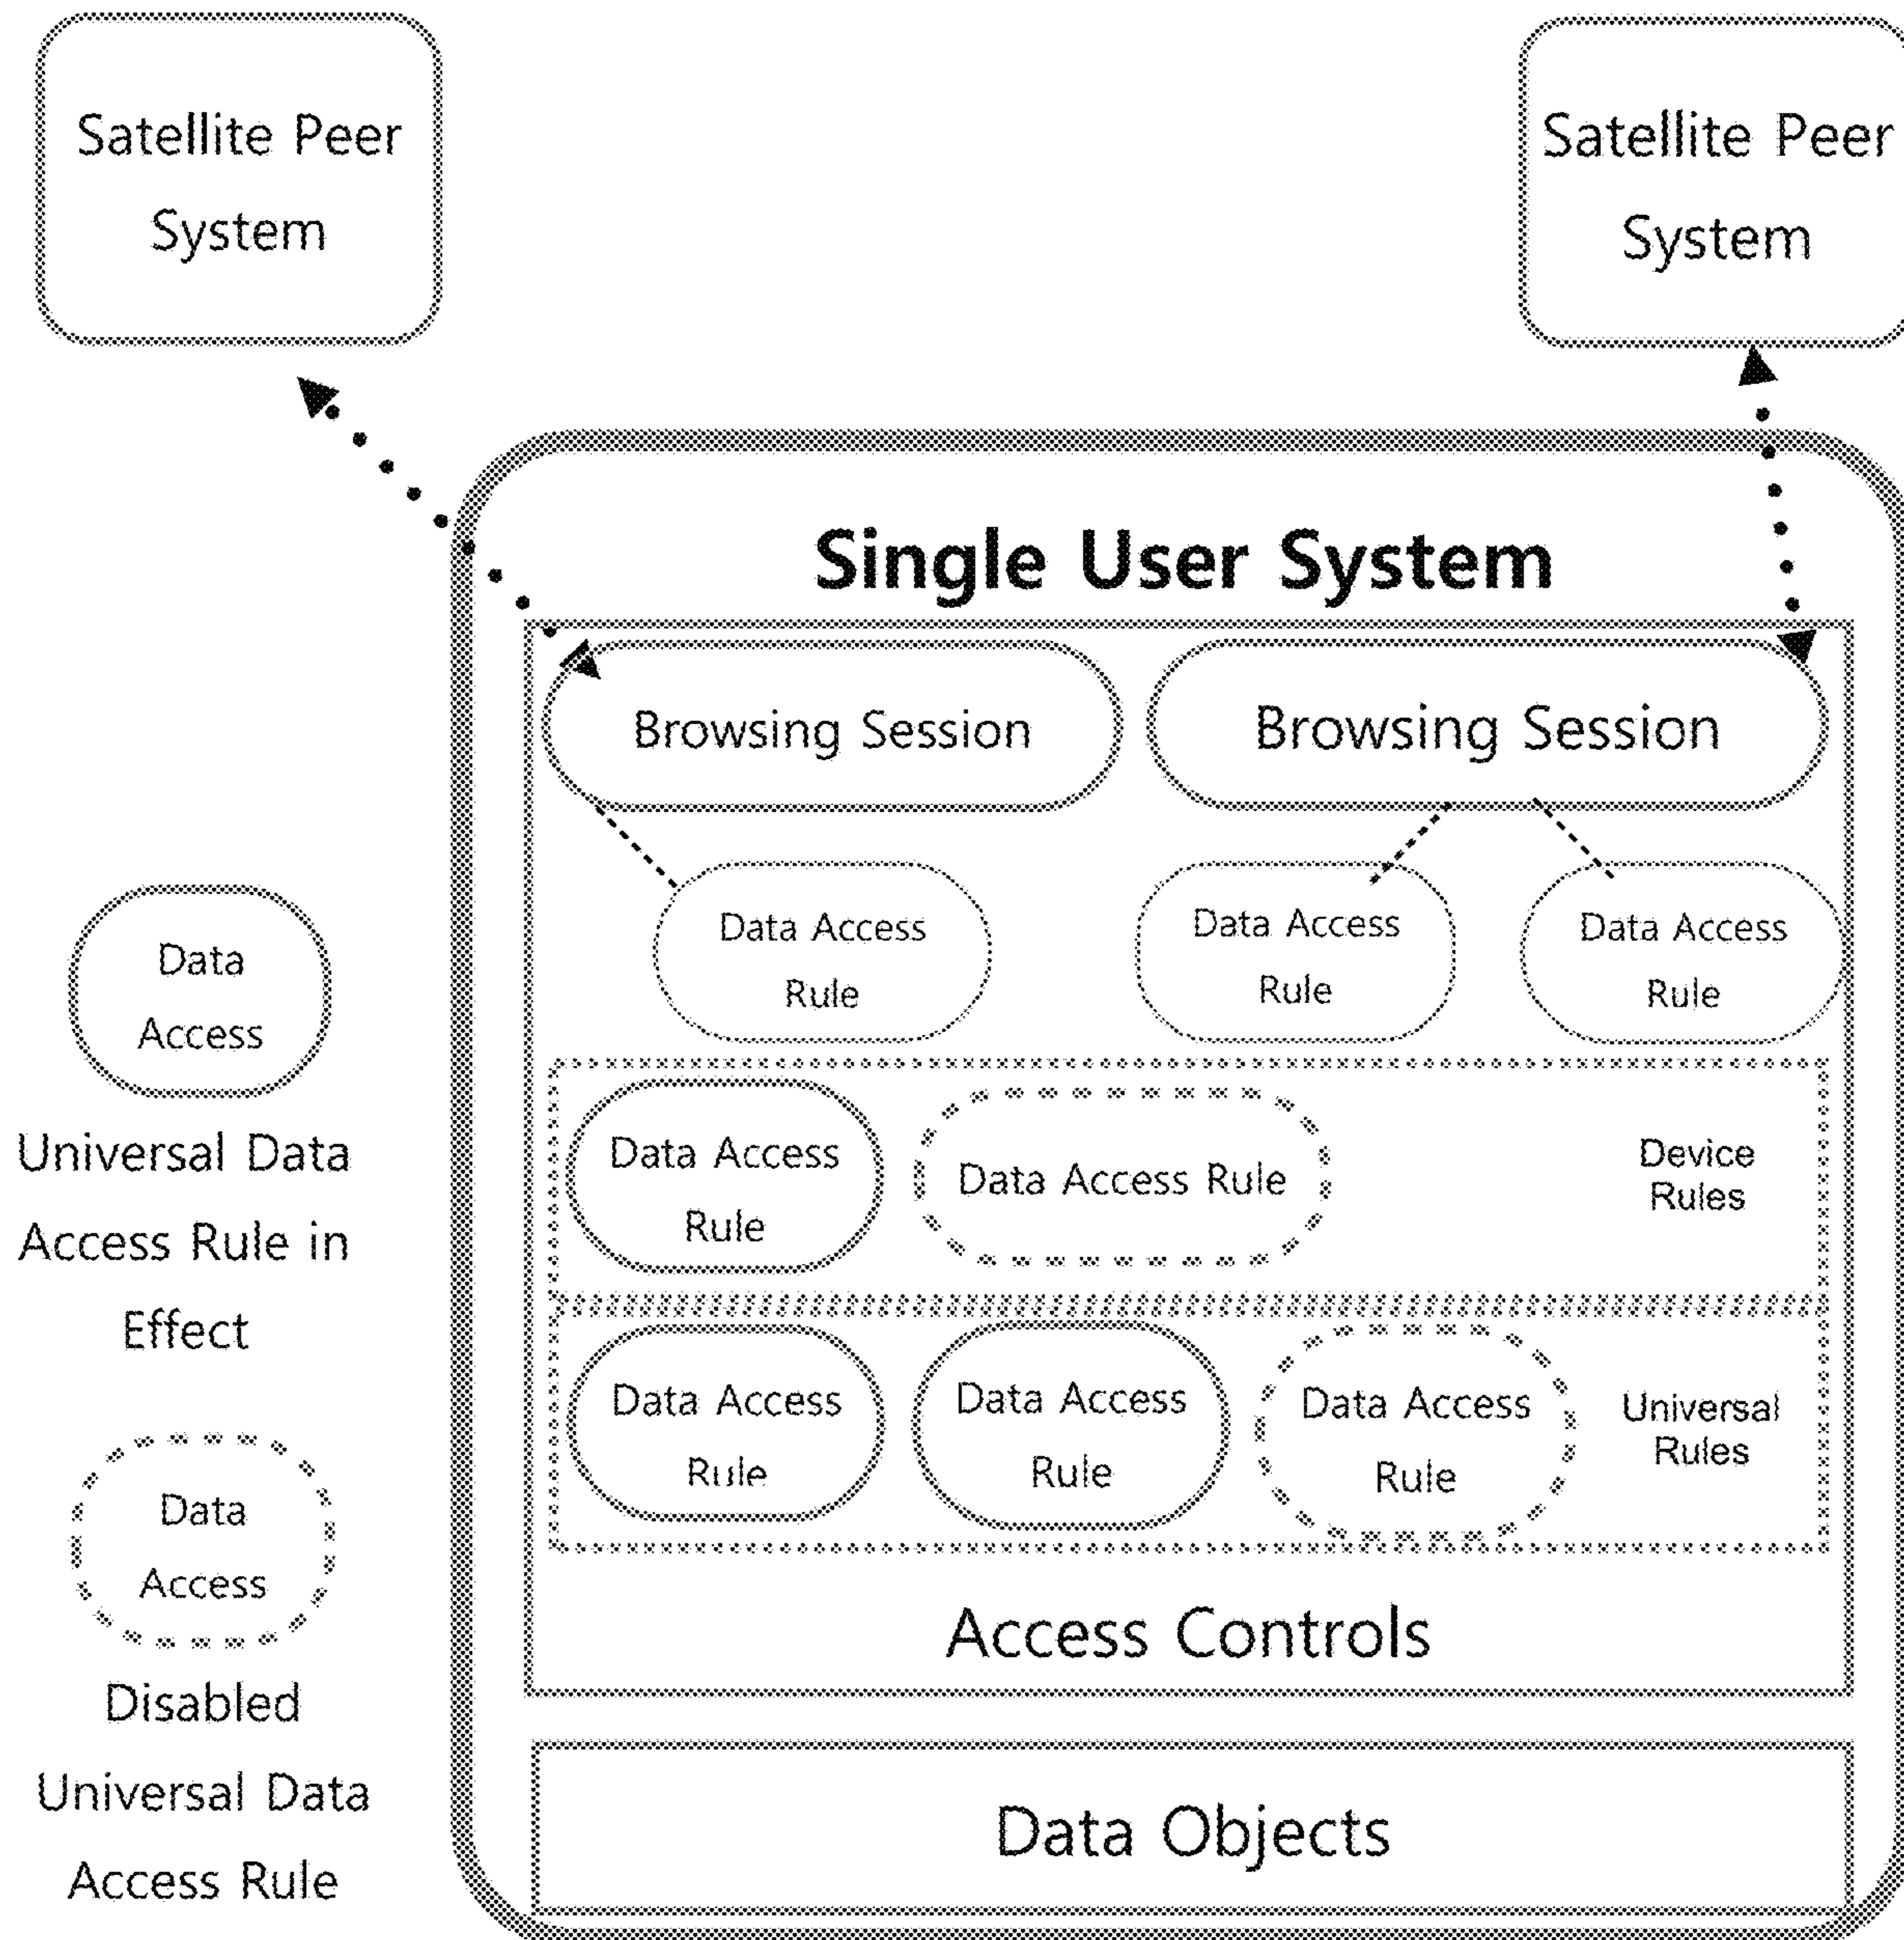 Satellite Peer
System
Satellite Peer
System
Single User System
Browsing Session
Browsing Session
Data Access
Rule
Data Access
Rule
Data Access
Rule
Data Access
Rule
Data Access Rule
Device
Rules
Data Access
Rule
Data Access
Rule
Data Access
Rule
Universal
Rules
Access Controls
Data Objects
Data
Access
Universal Data
Access Rule in
Effect
Data
Access
Disabled
Universal Data
Access Rule